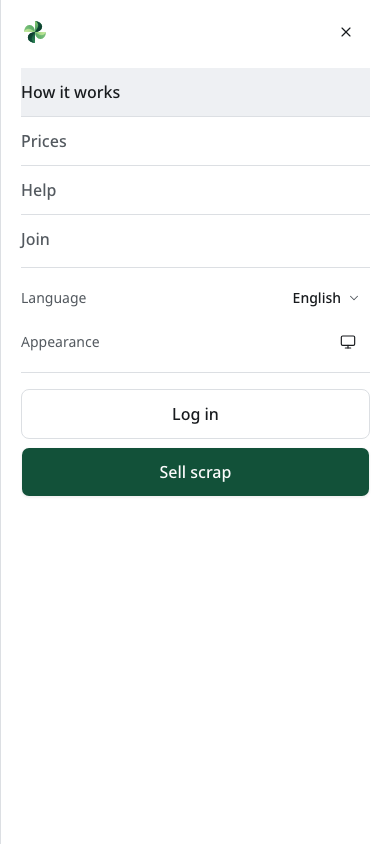 How it works
Prices
Help
Join
Language English
Appearance
Log in
Sell scrap